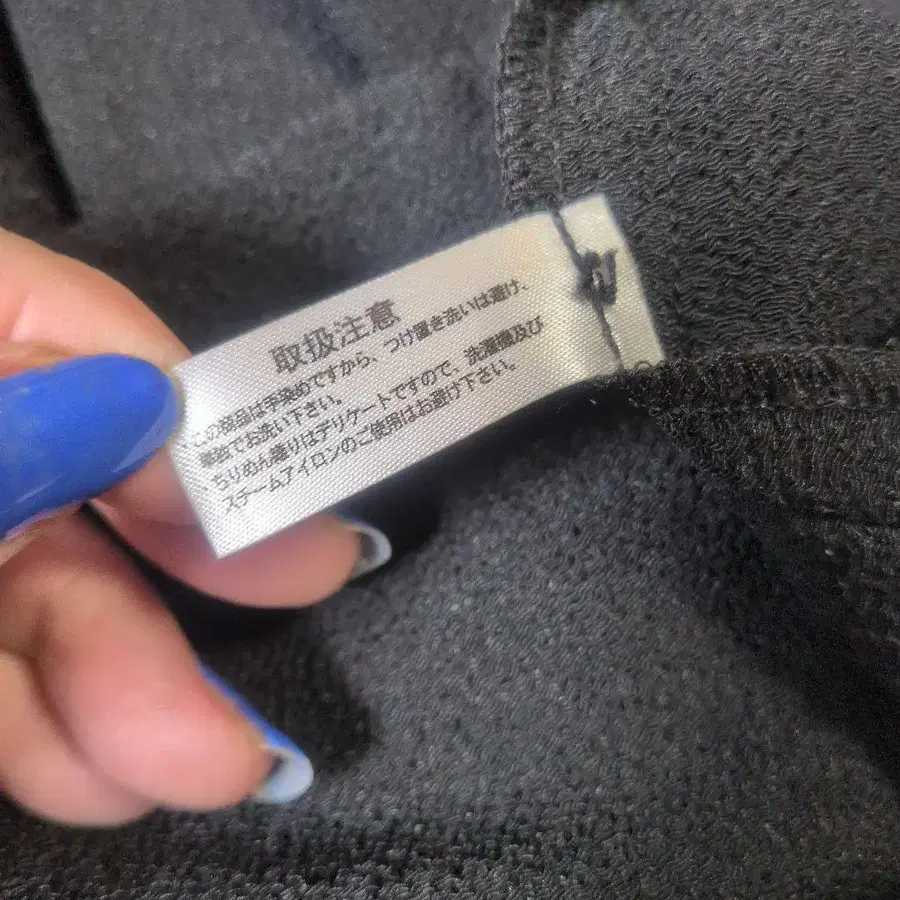 取扱注意
この商品は手染めですから、つけ置き洗いは避け、
単独でお洗い下さい。
ちりめん織りはデリケートですので、洗濯機及び
スチームアイロンのご使用はお避け下さい。